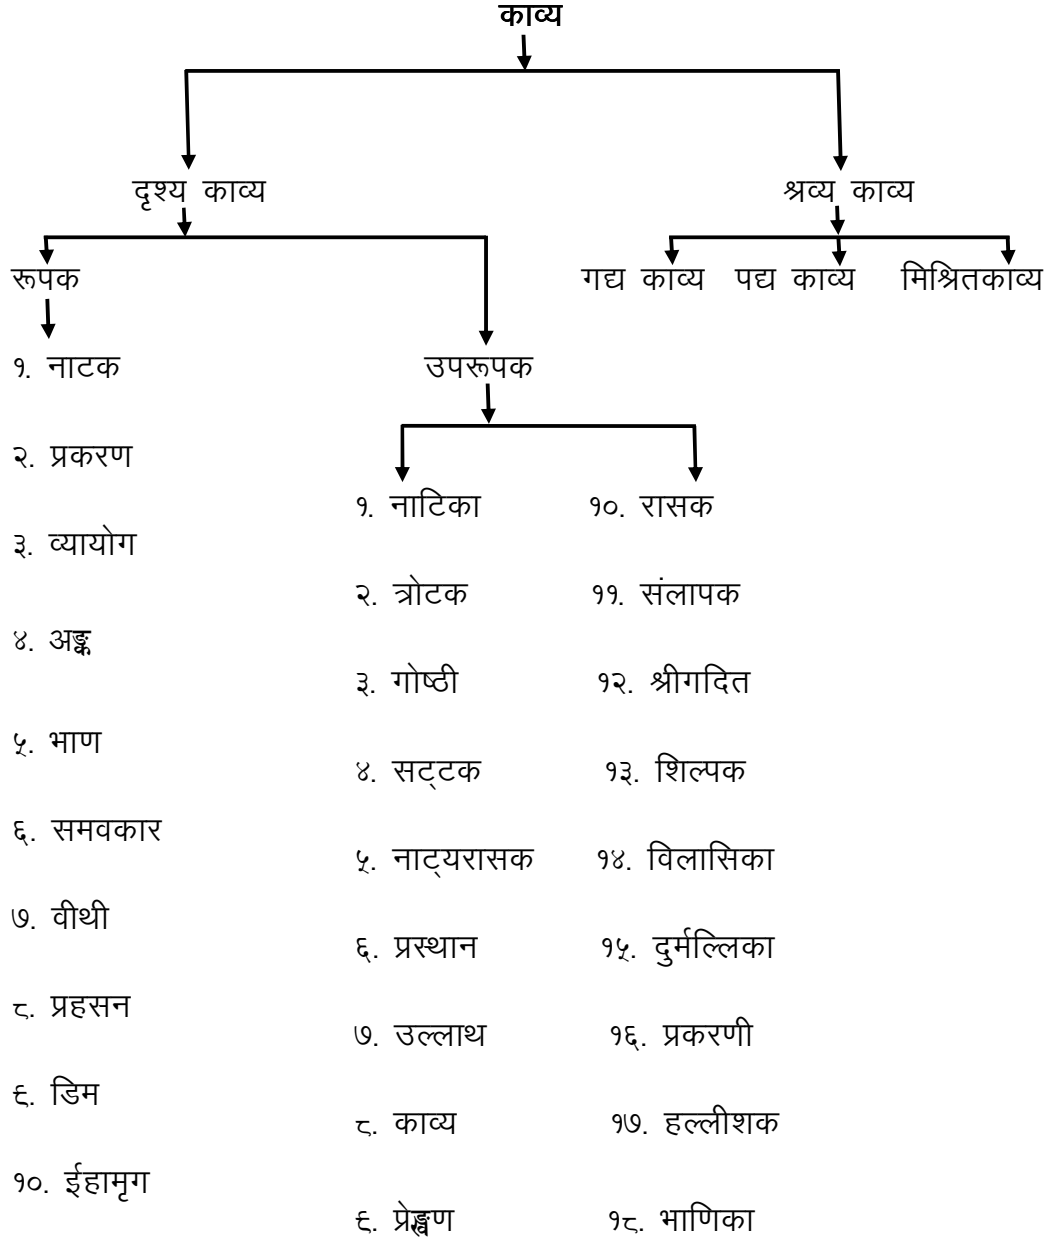 काव्य
दृश्य काव्य
श्रव्य काव्य
रूपक
गद्य काव्य
पद्य काव्य
मिश्रितकाव्य
१. नाटक
२. प्रकरण
३. व्यायोग
४. अङ्क
५. भाण
६. समवकार
७. वीथी
८. प्रहसन
९. डिम
१०. ईहामृग
उपरूपक
१. नाटिका
२. त्रोटक
३. गोष्ठी
४. सट्टक
५. नाट्यरासक
६. प्रस्थान
७. उल्लाथ
८. काव्य
९. प्रेङ्खण
१०. रासक
११. संलापक
१२. श्रीगदित
१३. शिल्पक
१४. विलासिका
१५. दुर्मल्लिका
१६. प्रकरणी
१७. हल्लीशक
१८. भाणिका